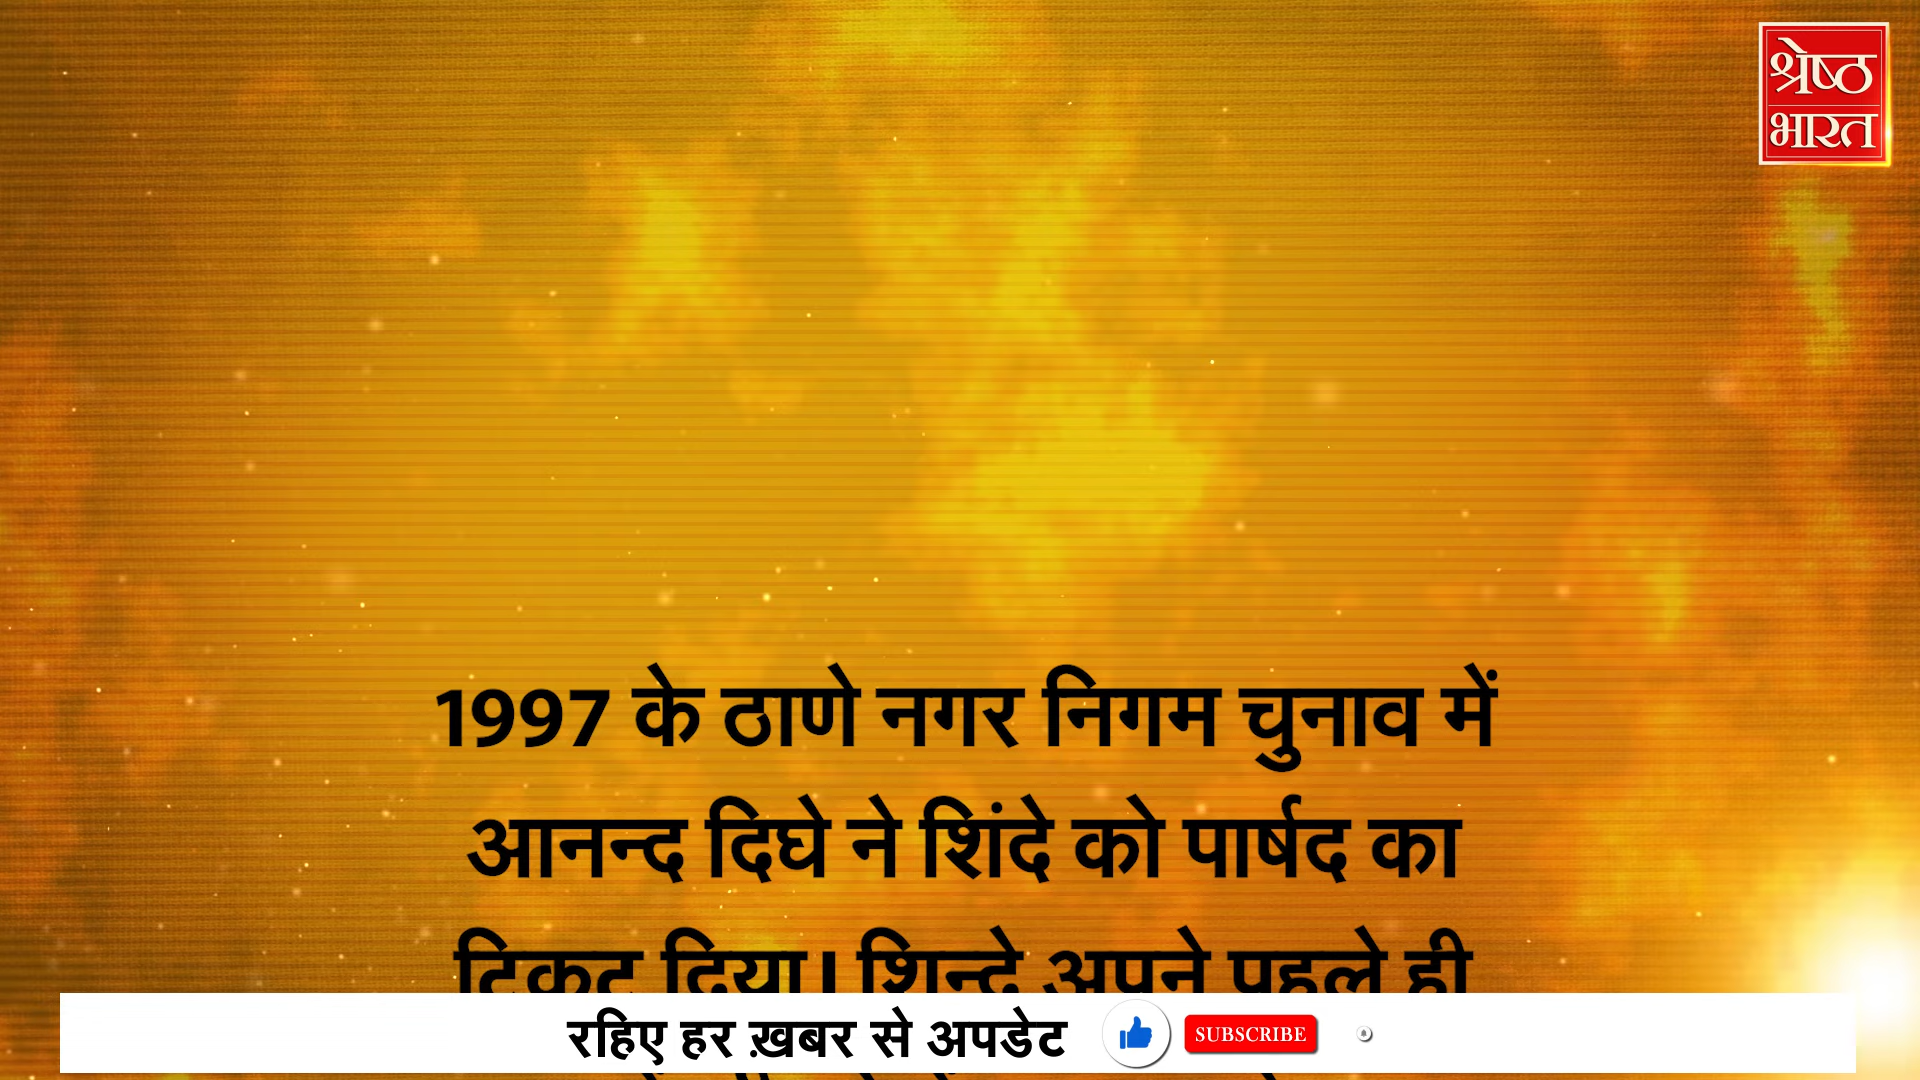 श्रेष्ठ
भारत
1997 के ठाणे नगर निगम चुनाव में
आनन्द दिघे ने शिंदे को पार्षद का
टिकट दिया। शिन्दे अपने पहले ही
रहिए हर ख़बर से अपडेट SUBSCRIBE